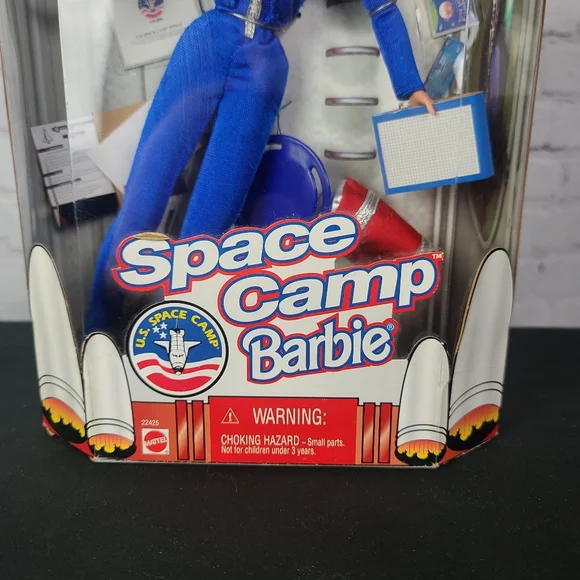 Space
Camp™
Barbie®
U.S. SPACE CAMP
22425
MATTEL
⚠ WARNING:
CHOKING HAZARD – Small parts.
Not for children under 3 years.